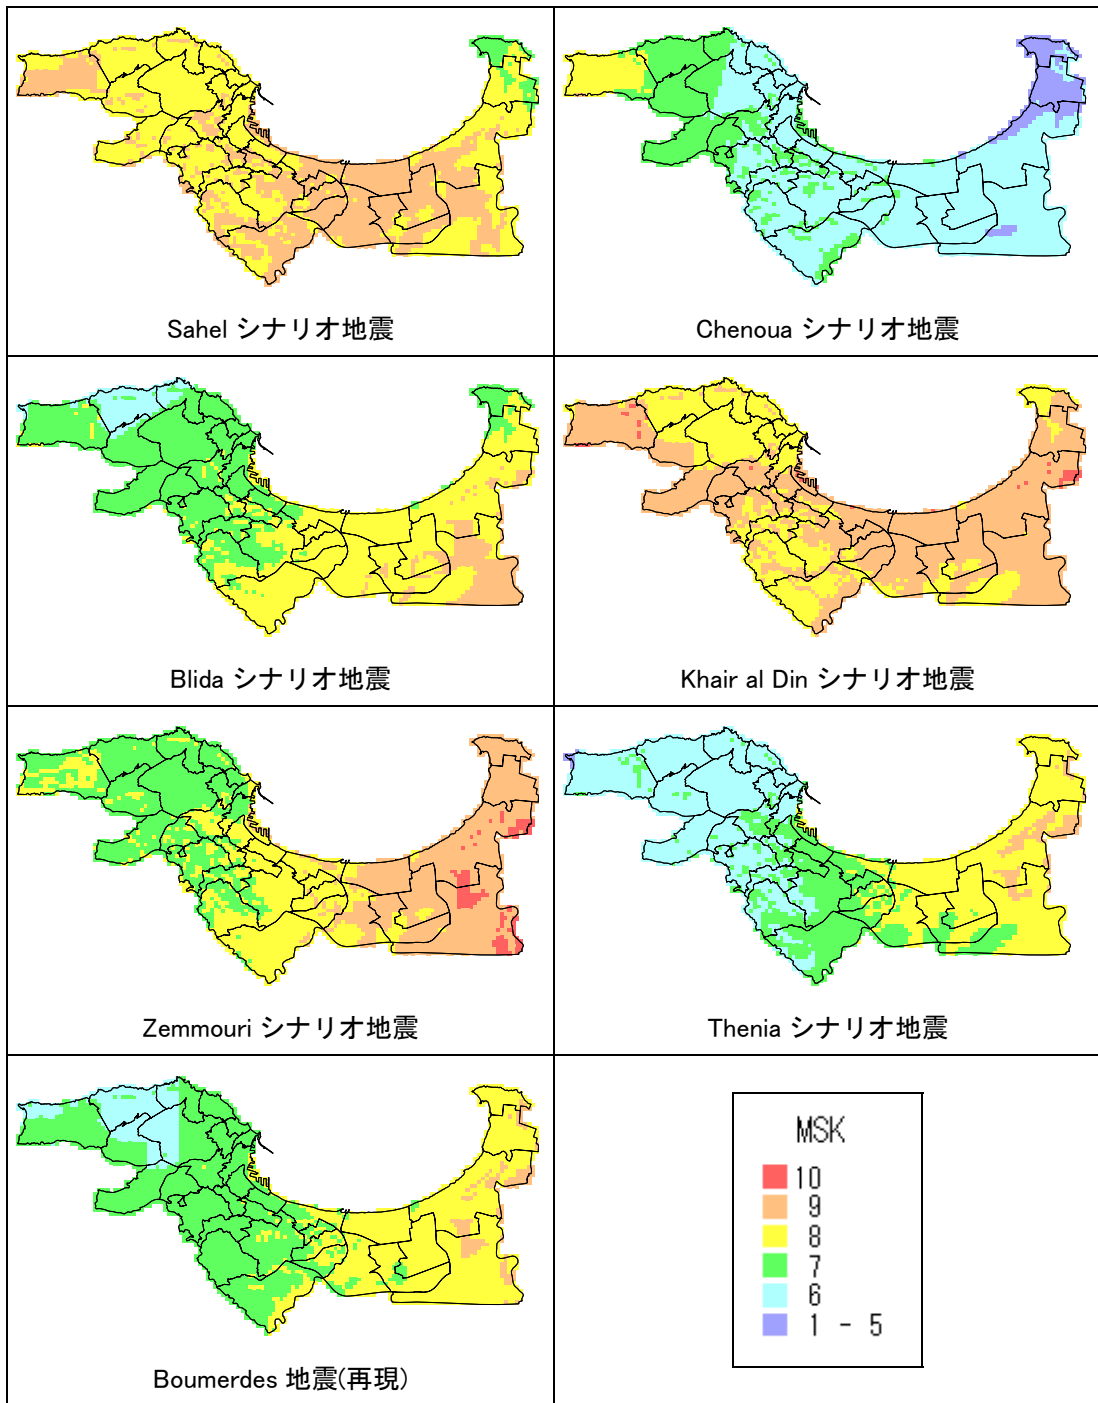 Sahel シナリオ地震
Chenoua シナリオ地震
Blida シナリオ地震
Khair al Din シナリオ地震
Zemmouri シナリオ地震
Thenia シナリオ地震
Boumerdes 地震(再現)
MSK
10
9
8
7
6
1 - 5